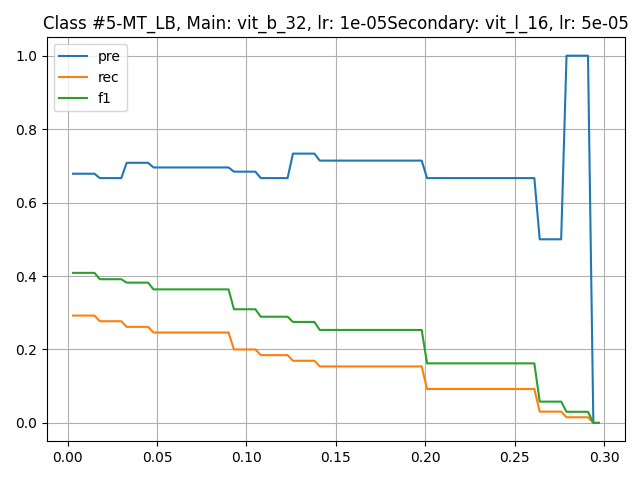 Class #5-MT_LB, Main: vit_b_32, lr: 1e-05Secondary: vit_l_16, lr: 5e-05
pre
rec
f1
1.0
0.8
0.6
0.4
0.2
0.0
0.00 0.05 0.10 0.15 0.20 0.25 0.30